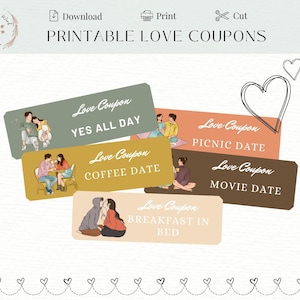 Download Print Cut
PRINTABLE LOVE COUPONS
Love Coupon
YES ALL DAY
Love Coupon
PICNIC DATE
Love Coupon
COFFEE DATE
Love Coupon
MOVIE DATE
Love Coupon
BREAKFAST IN
BED